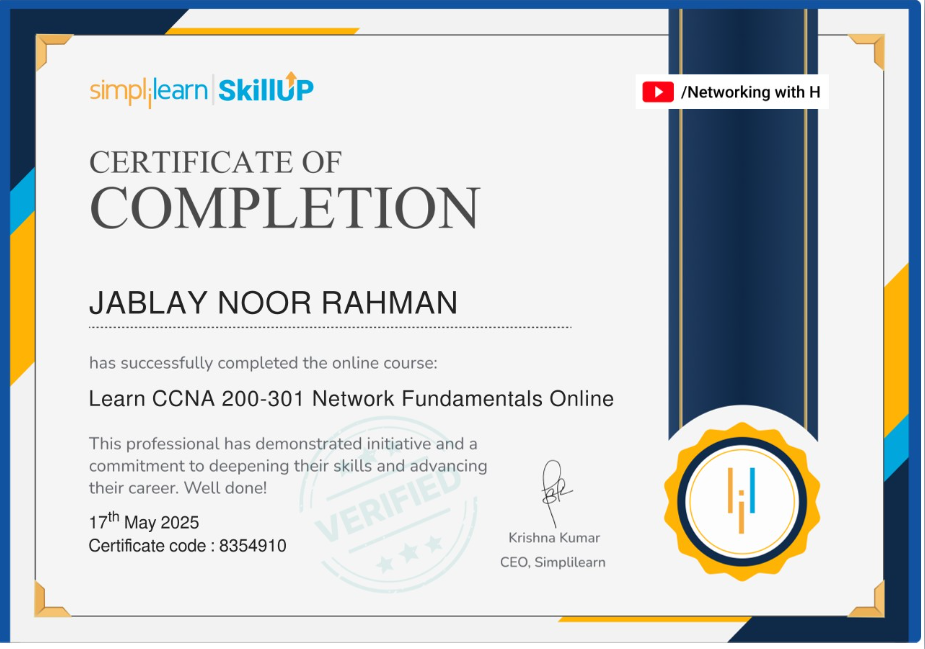 simplilearn | SkillUP
/Networking with H
CERTIFICATE OF
COMPLETION
JABLAY NOOR RAHMAN
has successfully completed the online course:
Learn CCNA 200-301 Network Fundamentals Online
This professional has demonstrated initiative and a
commitment to deepening their skills and advancing
their career. Well done!
VERIFIED
17th May 2025
Certificate code : 8354910
Krishna Kumar
CEO, Simplilearn